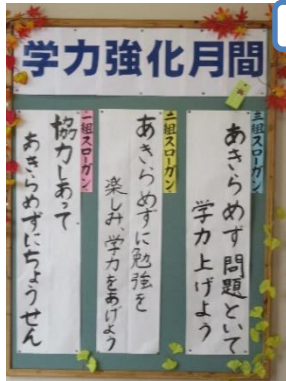 学力強化月間
三組スローガン
あきらめず問題といて
学力上げよう
二組スローガン
あきらめずに勉強を
楽しみ、学力をあげよう
一組スローガン
協力しあって
あきらめずにちょうせん